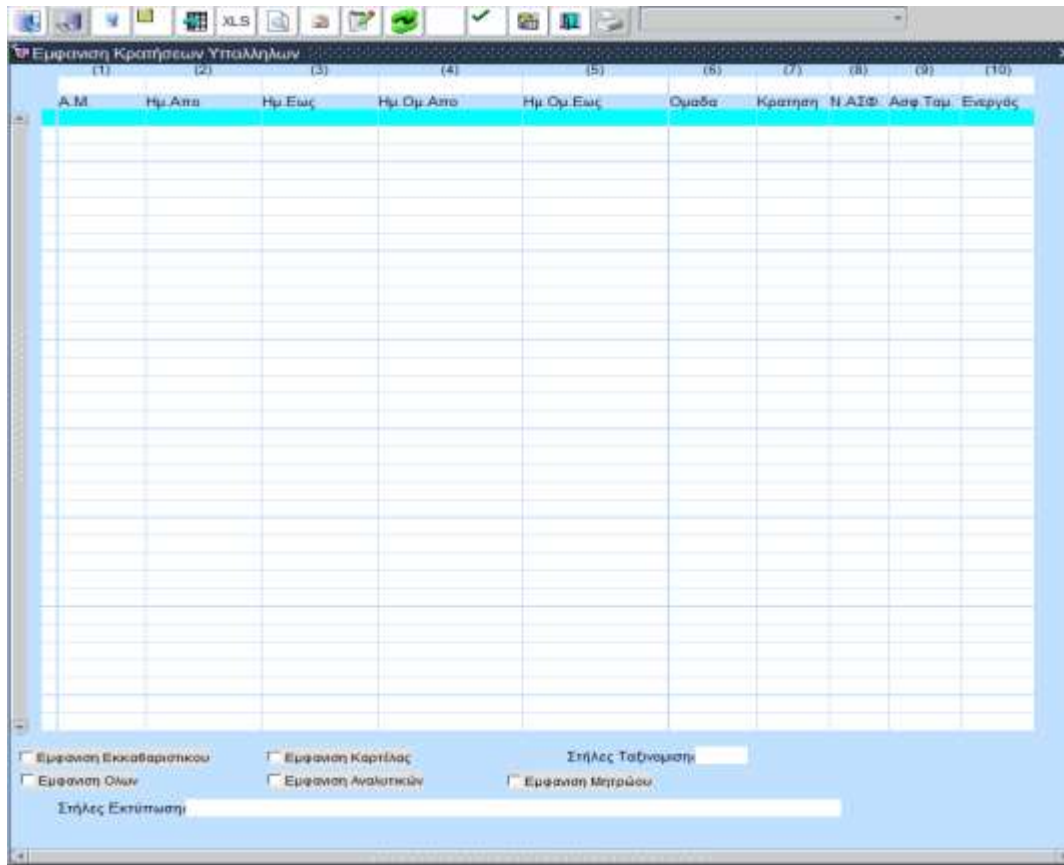 XLS
Εμφανιση Κρατήσεων Υπαλλήλων
(1) (2) (3) (4) (5) (6) (7) (8) (9) (10)
Α.Μ. Ημ.Απο Ημ.Εως Ημ.Ομ.Απο Ημ.Ομ.Εως Ομαδα Κρατηση Ν.ΑΣΦ. Ασφ.Ταμ. Ενεργός
Εμφανιση Εκκαθαριστικου Εμφανιση Καρτέλας Στήλες Ταξινομιση
Εμφανιση Ολων Εμφανιση Αναλυτικών Εμφανιση Μητρώου
Στήλες Εκτύπωση